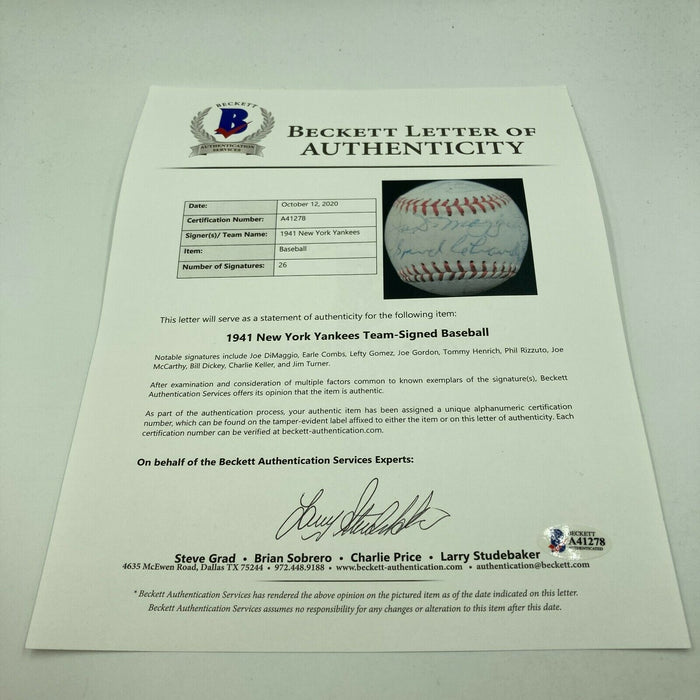 BECKETT
B
AUTHENTICATION
SERVICES
BECKETT LETTER OF
AUTHENTICITY
Date: October 12, 2020
Certification Number: A41278
Signer(s)/ Team Name: 1941 New York Yankees
Item: Baseball
Number of Signatures: 26
This letter will serve as a statement of authenticity for the following item:
1941 New York Yankees Team-Signed Baseball
Notable signatures include Joe DiMaggio, Earle Combs, Lefty Gomez, Joe Gordon, Tommy Henrich, Phil Rizzuto, Joe
McCarthy, Bill Dickey, Charlie Keller, and Jim Turner.
After examination and consideration of multiple factors common to known exemplars of the signature(s), Beckett
Authentication Services offers its opinion that the item is authentic.
As part of the authentication process, your authentic item has been assigned a unique alphanumeric certification
number, which can be found on the tamper-evident label affixed to either the item or on this letter of authenticity. Each
certification number can be verified at beckett-authentication.com.
On behalf of the Beckett Authentication Services Experts:
Larry Studebaker
BECKETT
A41278
AUTHENTICATED
Steve Grad • Brian Sobrero • Charlie Price • Larry Studebaker
4635 McEwen Road, Dallas TX 75244 • 972.448.9188 • www.beckett-authentication.com • authentication@beckett.com
* Beckett Authentication Services has rendered the above opinion on the pictured item as of the date indicated on this letter.
Beckett Authentication Services assumes no responsibility for any changes or alteration to this item after this date.